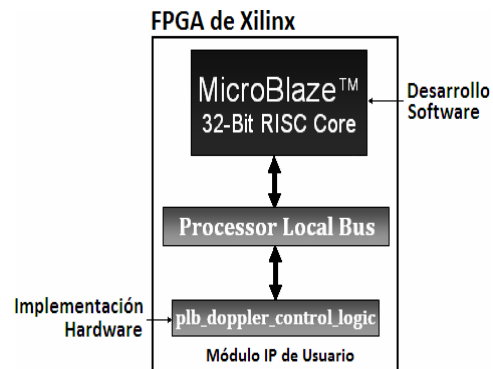 FPGA de Xilinx
MicroBlaze™
32-Bit RISC Core
Desarrollo
Software
Processor Local Bus
Implementación
Hardware
plb_doppler_control_logic
Módulo IP de Usuario